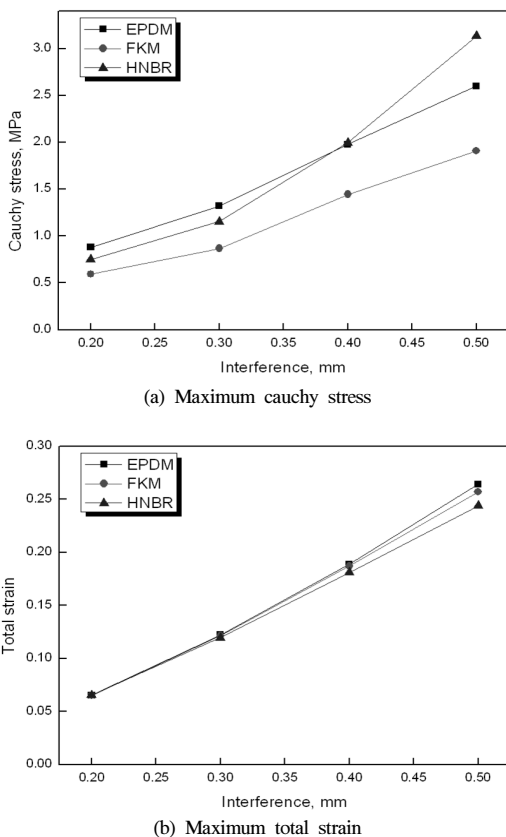 EPDM
FKM
HNBR
3.0
2.5
2.0
1.5
1.0
0.5
0.0
Cauchy stress, MPa
0.20 0.25 0.30 0.35 0.40 0.45 0.50
Interference, mm
(a) Maximum cauchy stress
EPDM
FKM
HNBR
0.30
0.25
0.20
0.15
0.10
0.05
0.00
Total strain
0.20 0.25 0.30 0.35 0.40 0.45 0.50
Interference, mm
(b) Maximum total strain